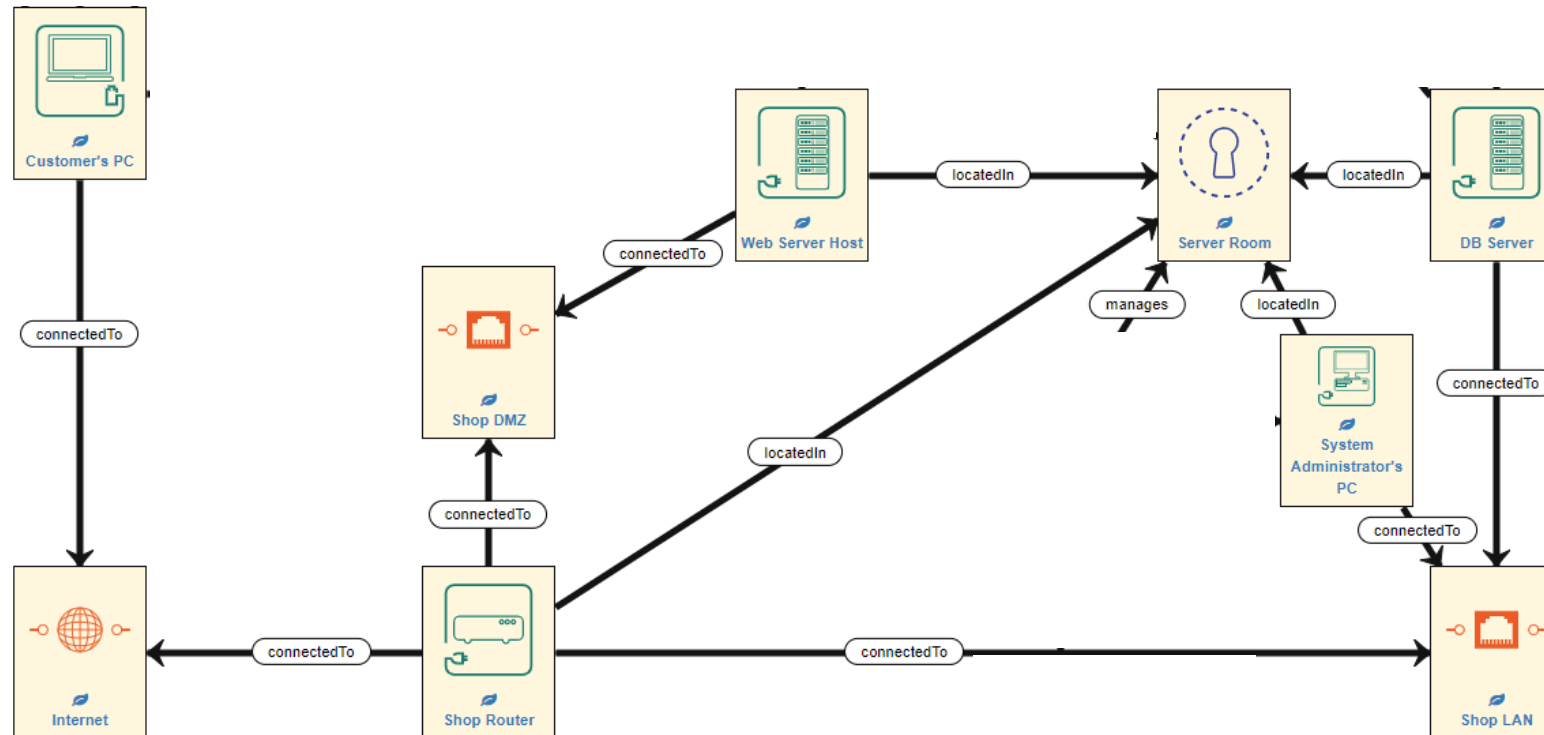 Customer's PC
connectedTo
Internet
connectedTo
Shop DMZ
connectedTo
connectedTo
Shop Router
Web Server Host
locatedIn
Server Room
locatedIn
DB Server
manages
locatedIn
System
Administrator's
PC
connectedTo
connectedTo
locatedIn
connectedTo
Shop LAN